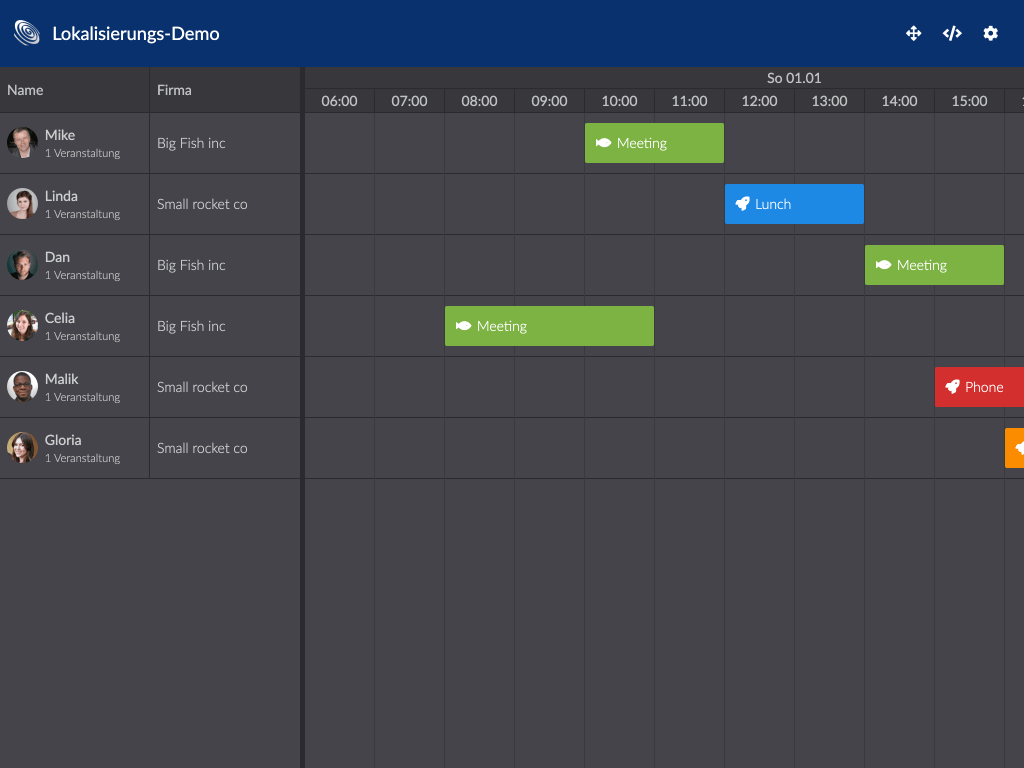 Lokalisierungs-Demo
Name Firma So 01.01
06:00 07:00 08:00 09:00 10:00 11:00 12:00 13:00 14:00 15:00
Mike
1 Veranstaltung
Big Fish inc
Meeting
Linda
1 Veranstaltung
Small rocket co
Lunch
Dan
1 Veranstaltung
Big Fish inc
Meeting
Celia
1 Veranstaltung
Big Fish inc
Meeting
Malik
1 Veranstaltung
Small rocket co
Phone
Gloria
1 Veranstaltung
Small rocket co